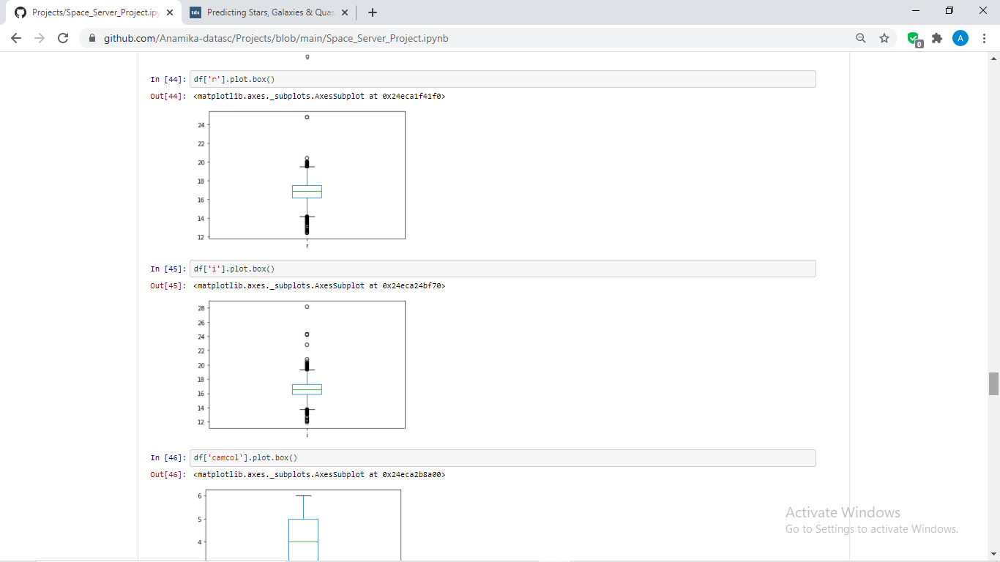 Projects/Space_Server_Project.ip
Predicting Stars, Galaxies & Quas
github.com/Anamika-datasc/Projects/blob/main/Space_Server_Project.ipynb
0
A
g
In [44]: df['r'].plot.box()
Out[44]: <matplotlib.axes._subplots.AxesSubplot at 0x24eca1f41f0>
24
22
20
18
16
14
12
r
In [45]: df['i'].plot.box()
Out[45]: <matplotlib.axes._subplots.AxesSubplot at 0x24eca24bf70>
28
26
24
22
20
18
16
14
12
i
In [46]: df['camcol'].plot.box()
Out[46]: <matplotlib.axes._subplots.AxesSubplot at 0x24eca2b8a00>
6
5
4
Activate Windows
Go to Settings to activate Windows.